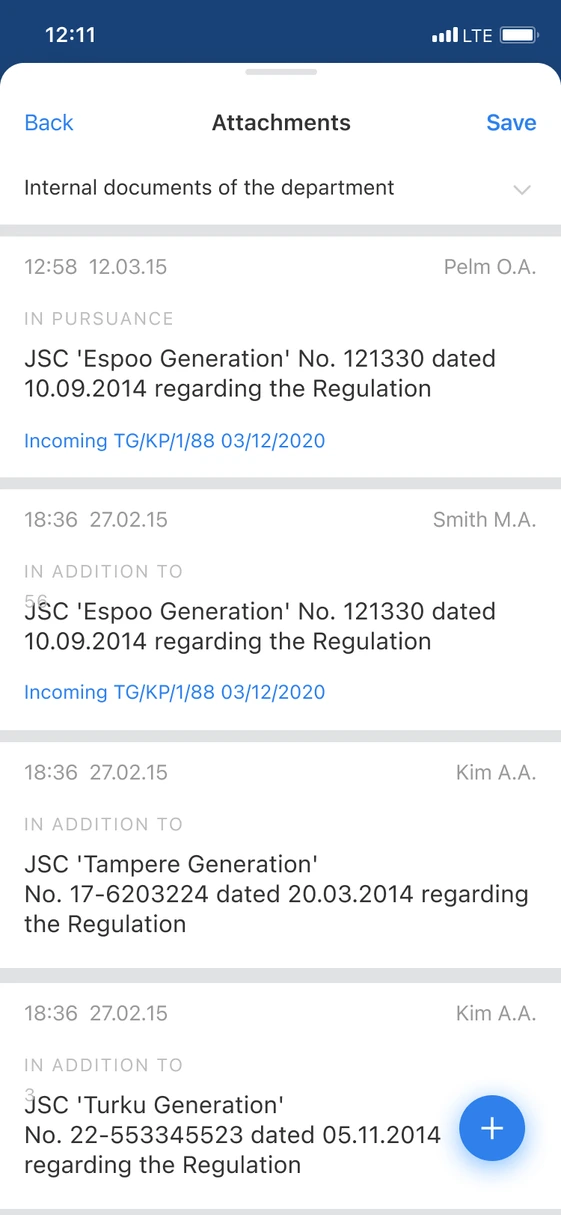 12:11
LTE
Back
Attachments
Save
Internal documents of the department
12:58 12.03.15
Pelm O.A.
IN PURSUANCE
JSC 'Espoo Generation' No. 121330 dated
10.09.2014 regarding the Regulation
Incoming TG/KP/1/88 03/12/2020
18:36 27.02.15
Smith M.A.
IN ADDITION TO
56
JSC 'Espoo Generation' No. 121330 dated
10.09.2014 regarding the Regulation
Incoming TG/KP/1/88 03/12/2020
18:36 27.02.15
Kim A.A.
IN ADDITION TO
JSC 'Tampere Generation'
No. 17-6203224 dated 20.03.2014 regarding
the Regulation
18:36 27.02.15
Kim A.A.
IN ADDITION TO
3
JSC 'Turku Generation'
No. 22-553345523 dated 05.11.2014
regarding the Regulation